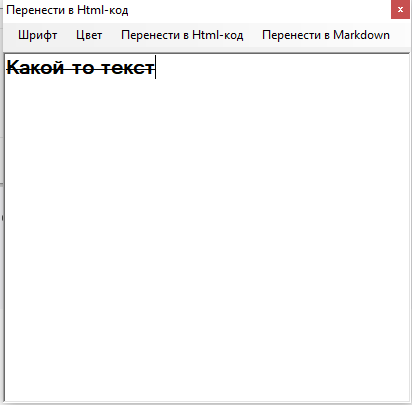 Перенести в Html-код
x
Шрифт Цвет Перенести в Html-код Перенести в Markdown
Какой то текст